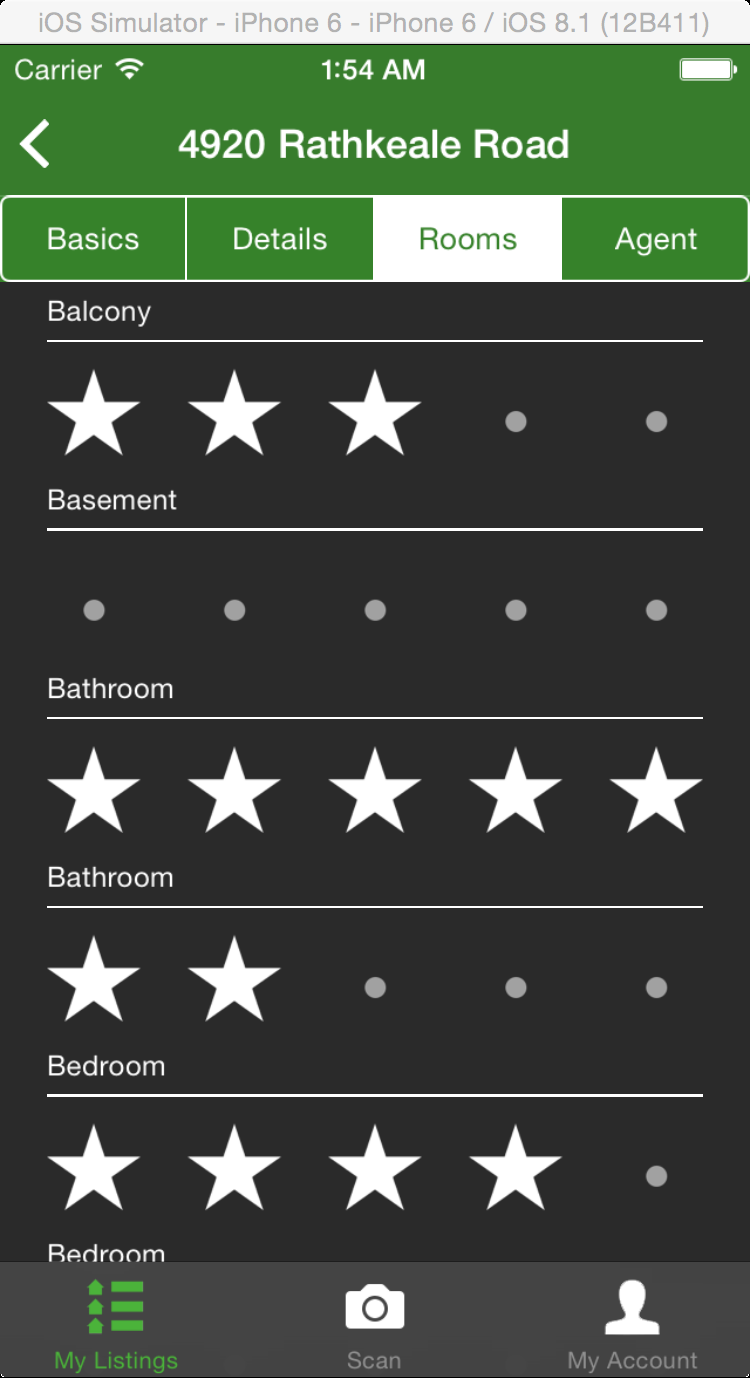 iOS Simulator - iPhone 6 - iPhone 6 / iOS 8.1 (12B411)
Carrier 1:54 AM
4920 Rathkeale Road
Basics Details Rooms Agent
Balcony
Basement
Bathroom
Bathroom
Bedroom
Bedroom
My Listings Scan My Account